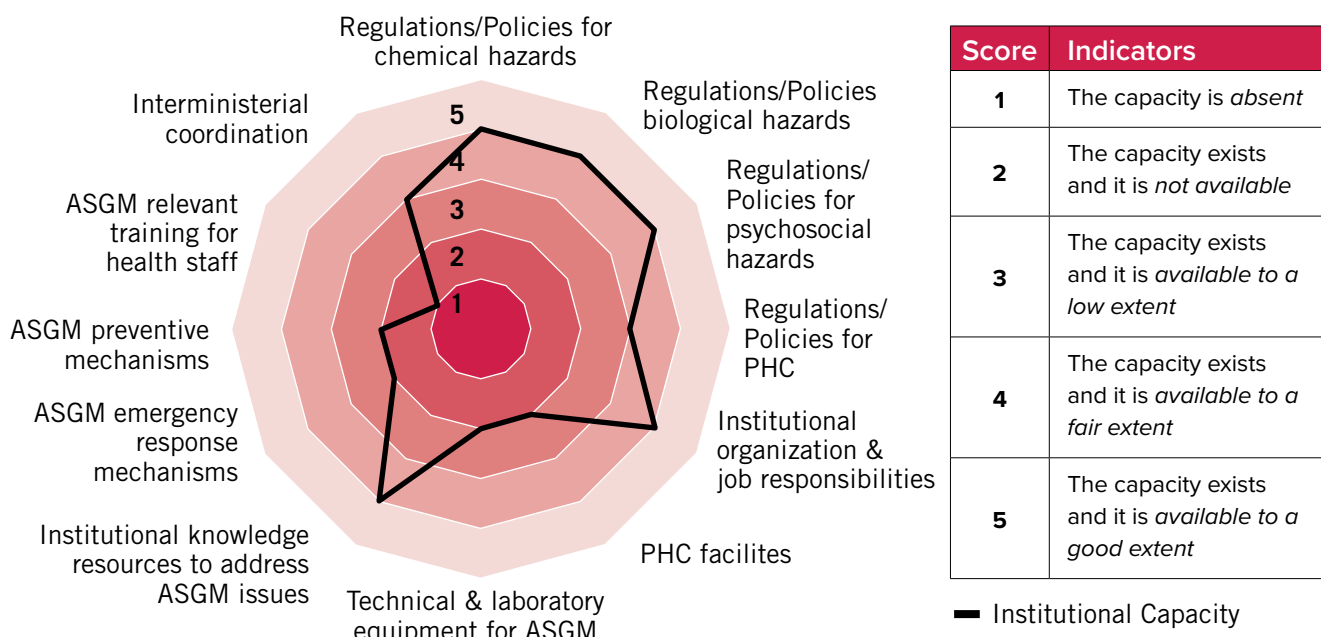 Regulations/Policies for
chemical hazards
Regulations/Policies
biological hazards
Regulations/
Policies for
psychosocial
hazards
Regulations/
Policies for
PHC
Institutional
organization &
job responsibilities
PHC facilites
Technical & laboratory
equipment for ASGM
Institutional knowledge
resources to address
ASGM issues
ASGM emergency
response
mechanisms
ASGM preventive
mechanisms
ASGM relevant
training for
health staff
Interministerial
coordination
5
4
3
2
1
Score Indicators
1 The capacity is absent
2 The capacity exists
and it is not available
3 The capacity exists
and it is available to a
low extent
4 The capacity exists
and it is available to a
fair extent
5 The capacity exists
and it is available to a
good extent
Institutional Capacity